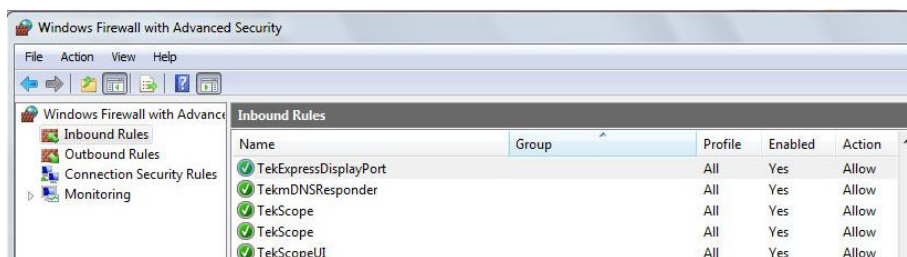 Windows Firewall with Advanced Security
File Action View Help
Windows Firewall with Advance
Inbound Rules
Outbound Rules
Connection Security Rules
Monitoring
Inbound Rules
Name Group Profile Enabled Action
TekExpressDisplayPort All Yes Allow
TekmDNSResponder All Yes Allow
TekScope All Yes Allow
TekScope All Yes Allow
TekScopeUI All Yes Allow